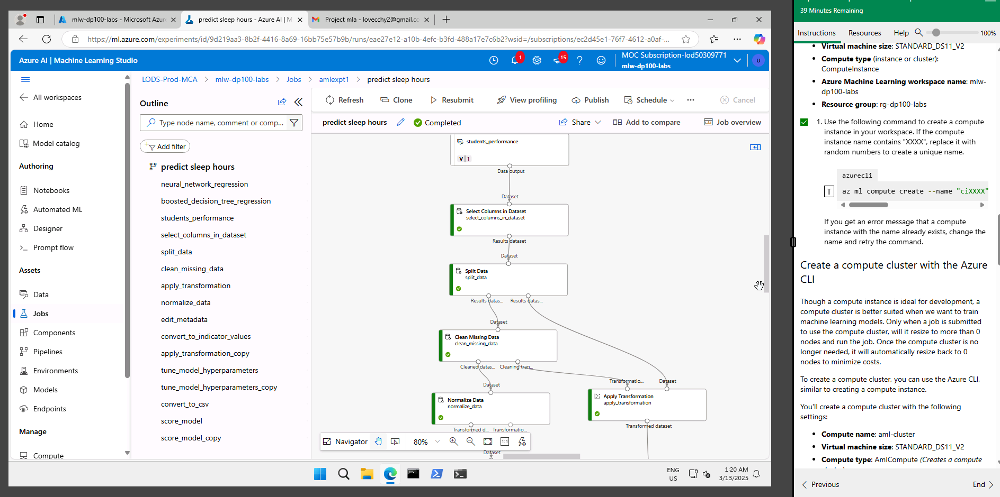 mlw-dp100-labs - Microsoft Azur
predict sleep hours - Azure AI | M
Project mla - lovecchy2@gmail.cc
https://ml.azure.com/experiments/id/9d219aa3-8b2f-4416-8a69-16bb75e57b9b/runs/eae27e12-a10b-4efc-b3fd-488a17e7c6b2?wsid=/subscriptions/ec2d45e1-76f7-4612-a0af-...
Azure AI | Machine Learning Studio
1
15
MOC Subscription-lod50309771
mlw-dp100-labs
U
All workspaces
Home
Model catalog
Authoring
Notebooks
Automated ML
Designer
Prompt flow
Assets
Data
Jobs
Components
Pipelines
Environments
Models
Endpoints
Manage
Compute
LODS-Prod-MCA > mlw-dp100-labs > Jobs > amlexpt1 > predict sleep hours
Outline
Type node name, comment or comp...
Add filter
predict sleep hours
neural_network_regression
boosted_decision_tree_regression
students_performance
select_columns_in_dataset
split_data
clean_missing_data
apply_transformation
normalize_data
edit_metadata
convert_to_indicator_values
apply_transformation_copy
tune_model_hyperparameters
tune_model_hyperparameters_copy
convert_to_csv
score_model
score_model_copy
Refresh Clone Resubmit View profiling Publish Schedule ... Cancel
predict sleep hours Completed Share Add to compare Job overview
students_performance
V | 1
Data output
Dataset
Select Columns in Dataset
select_columns_in_dataset
Results dataset
Dataset
Split Data
split_data
Results datas... Results datas...
Dataset
Clean Missing Data
clean_missing_data
Cleaned datas... Cleaning tran...
Transformatio... Dataset
Dataset
Normalize Data
normalize_data
Apply Transformation
apply_transformation
Transformed d... Transformatio...
Transformed dataset
Navigator 80% 1:1
Dataset
ENG
US
1:20 AM
3/13/2025
39 Minutes Remaining
Instructions Resources Help 100%
• Virtual machine size: STANDARD_DS11_V2
• Compute type (instance or cluster):
ComputeInstance
• Azure Machine Learning workspace name: mlw-
dp100-labs
• Resource group: rg-dp100-labs
1. Use the following command to create a compute
instance in your workspace. If the compute
instance name contains "XXXX", replace it with
random numbers to create a unique name.
azurecli
T
az ml compute create --name "ciXXXX"
If you get an error message that a compute
instance with the name already exists, change the
name and retry the command.
Create a compute cluster with the Azure
CLI
Though a compute instance is ideal for development, a
compute cluster is better suited when we want to train
machine learning models. Only when a job is submitted
to use the compute cluster, will it resize to more than 0
nodes and run the job. Once the compute cluster is no
longer needed, it will automatically resize back to 0
nodes to minimize costs.
To create a compute cluster, you can use the Azure CLI,
similar to creating a compute instance.
You'll create a compute cluster with the following
settings:
• Compute name: aml-cluster
• Virtual machine size: STANDARD_DS11_V2
• Compute type: AmlCompute (Creates a compute
Previous
End